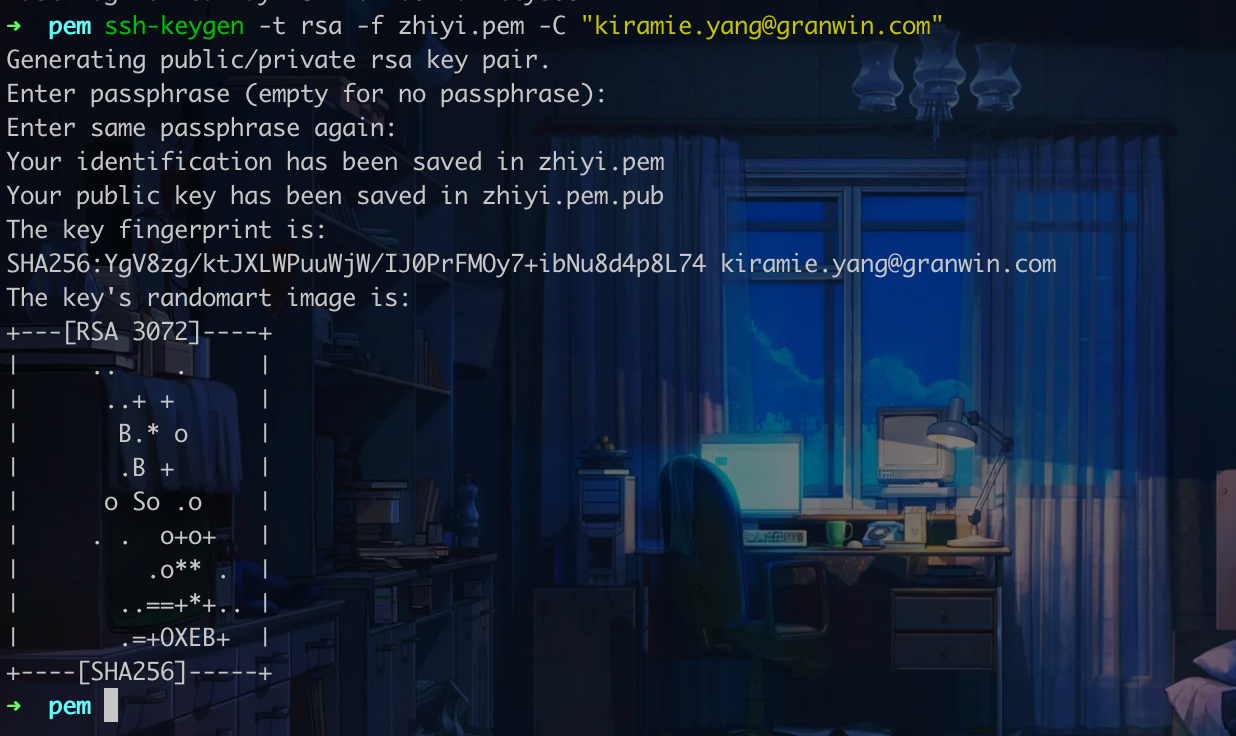 → pem ssh-keygen -t rsa -f zhiyi.pem -C "kiramie.yang@granwin.com"
Generating public/private rsa key pair.
Enter passphrase (empty for no passphrase):
Enter same passphrase again:
Your identification has been saved in zhiyi.pem
Your public key has been saved in zhiyi.pem.pub
The key fingerprint is:
SHA256:YgV8zg/ktJXLWPuuWjW/IJ0PrFMOy7+ibNu8d4p8L74 kiramie.yang@granwin.com
The key's randomart image is:
+---[RSA 3072]----+
|     ..    .     |
|      ..+ +      |
|       B.* o     |
|       .B +      |
|      o So .o    |
|     . .  o+o+   |
|         .o** .  |
|       ..==+*+.. |
|       .=+OXEB+  |
+----[SHA256]-----+
→ pem